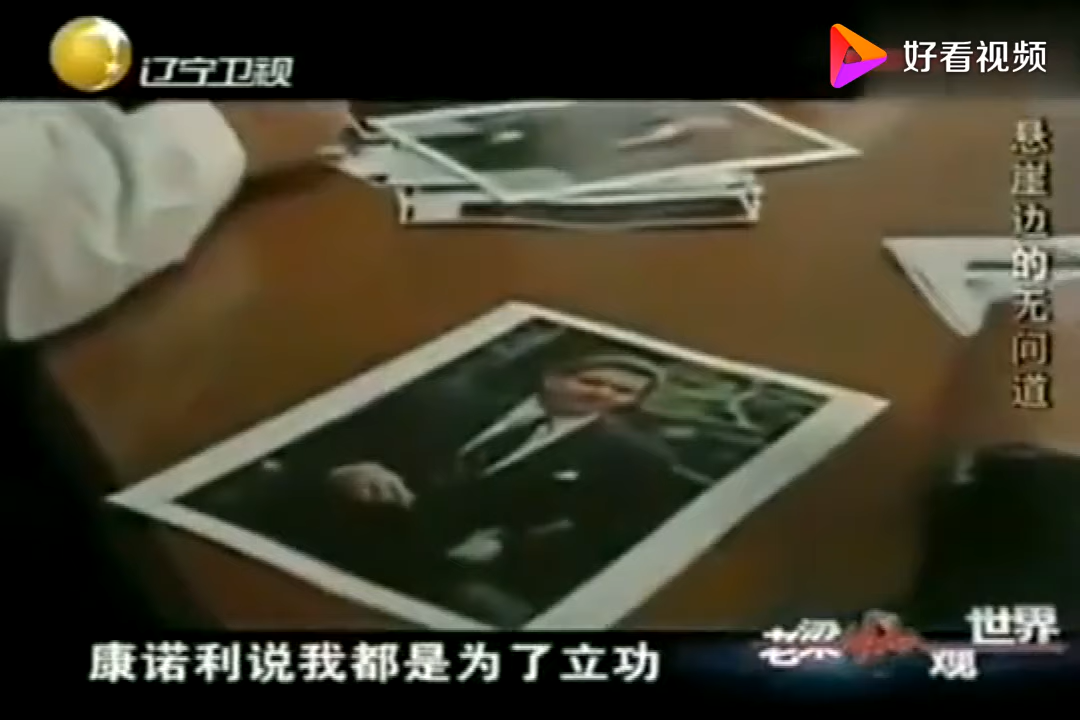 辽宁卫视
好看视频
悬崖边的无间道
康诺利说我都是为了立功
老梁
世界
观